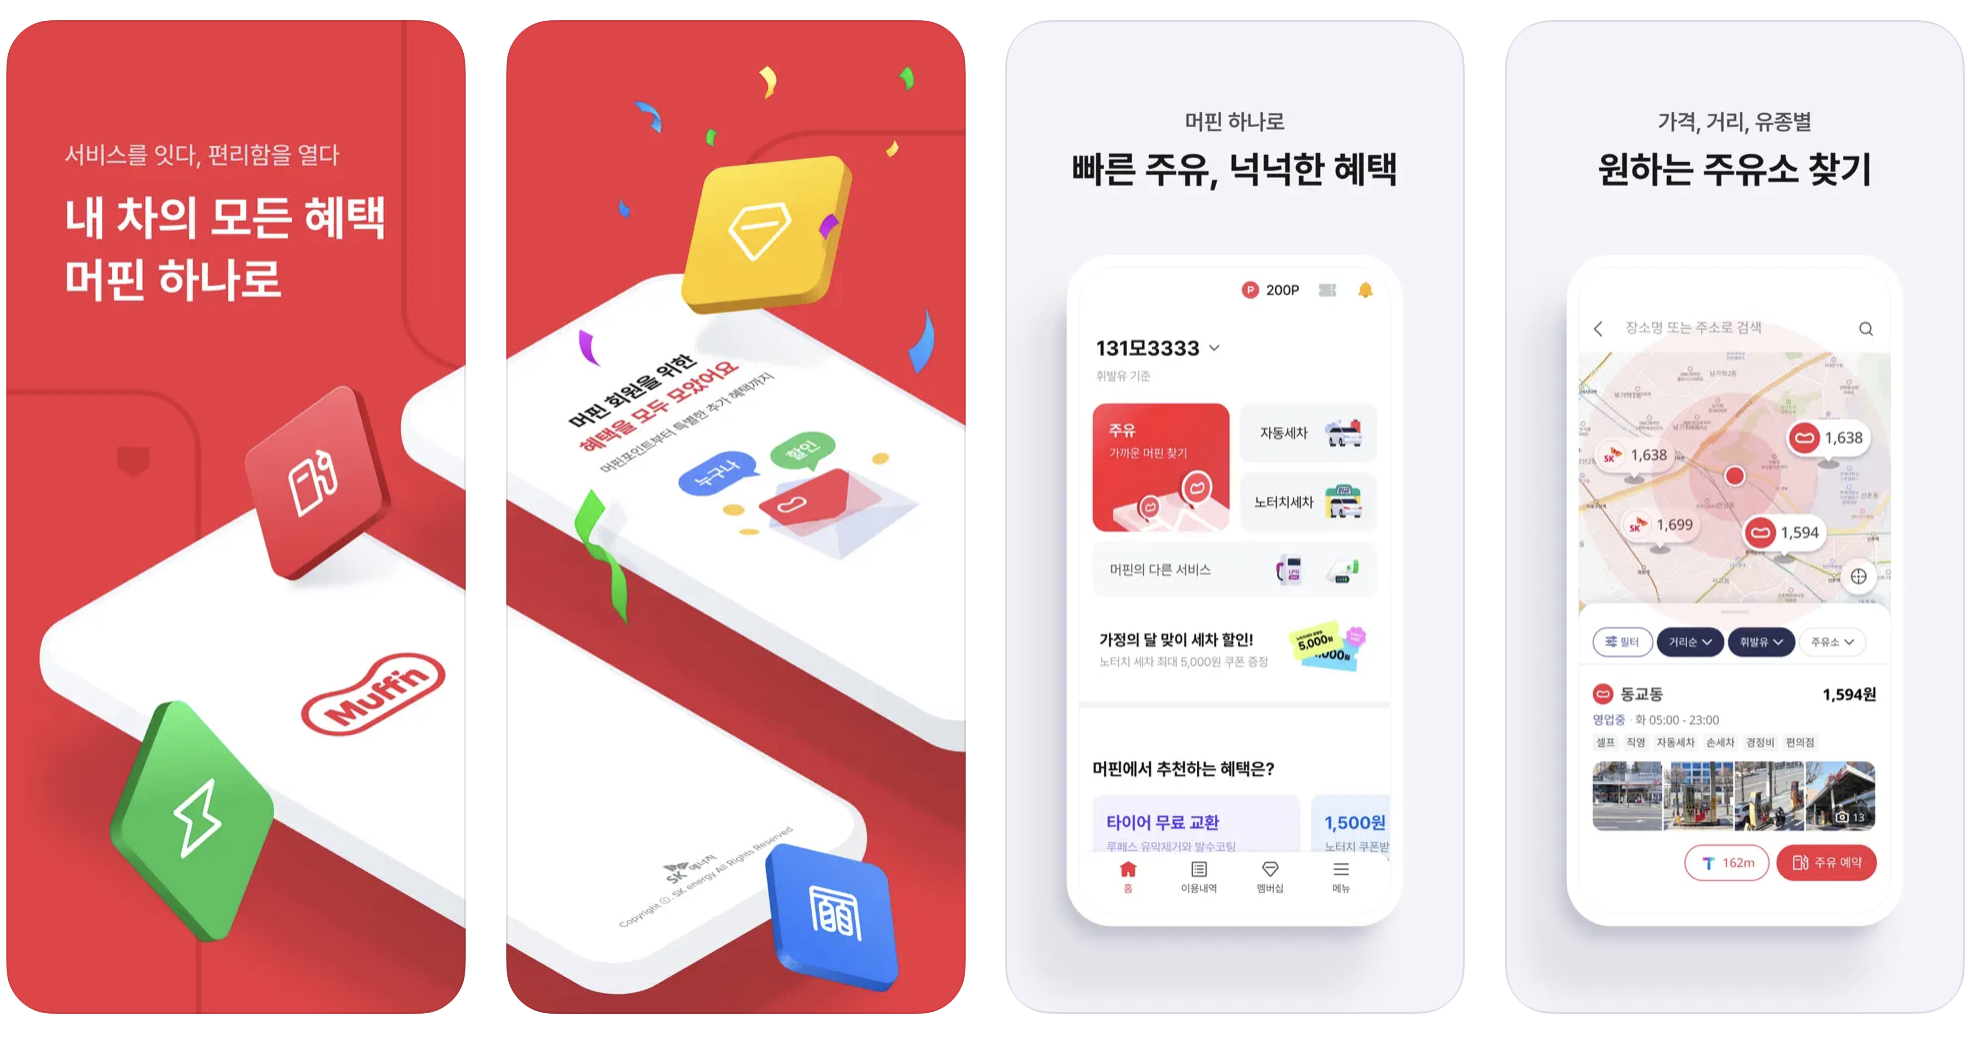 서비스를 잇다, 편리함을 열다
내 차의 모든 혜택
머핀 하나로
Muffin
머핀 회원을 위한
혜택을 모두 모았어요
머핀포인트부터 특별한 추가 혜택까지
누구나
할인
SK 에너지
Copyright ⓒ. SK energy All Rights Reserved
머핀 하나로
빠른 주유, 넉넉한 혜택
P 200P
131모3333
휘발유 기준
주유
가까운 머핀 찾기
자동세차
노터치세차
머핀의 다른 서비스
LPG
가정의 달 맞이 세차 할인!
노터치 세차 최대 5,000원 쿠폰 증정
5,000원
머핀에서 추천하는 혜택은?
타이어 무료 교환
루페스 유막제거와 발수코팅
1,500원
노터치 쿠폰받
홈
이용내역
멤버십
메뉴
가격, 거리, 유종별
원하는 주유소 찾기
장소명 또는 주소로 검색
1,638
SK 1,638
SK 1,699
1,594
필터
거리순
휘발유
주유소
동교동
1,594원
영업중 · 화 05:00 - 23:00
셀프 직영 자동세차 손세차 경정비 편의점
13
T 162m
주유 예약